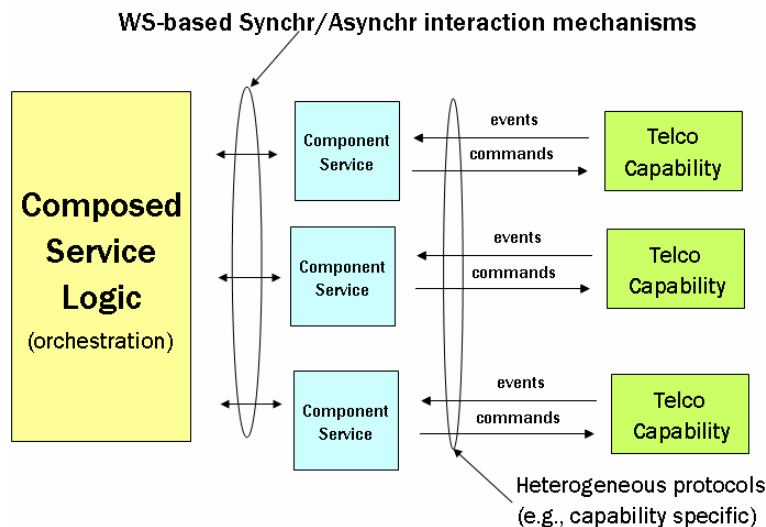 WS-based Synchr/Asynchr interaction mechanisms
Composed
Service
Logic
(orchestration)
Component
Service
events
commands
Telco
Capability
Component
Service
events
commands
Telco
Capability
Component
Service
events
commands
Telco
Capability
Heterogeneous protocols
(e.g., capability specific)